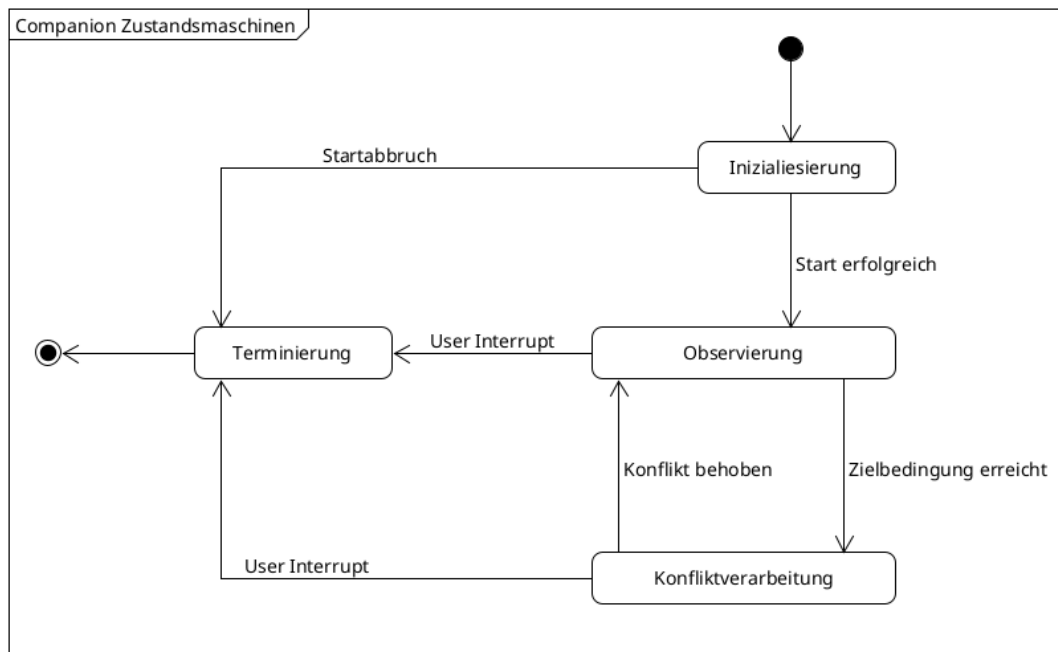 Companion Zustandsmaschinen
Inizialiesierung
Startabbruch
Start erfolgreich
Terminierung
User Interrupt
Observierung
Konflikt behoben
Zielbedingung erreicht
User Interrupt
Konfliktverarbeitung